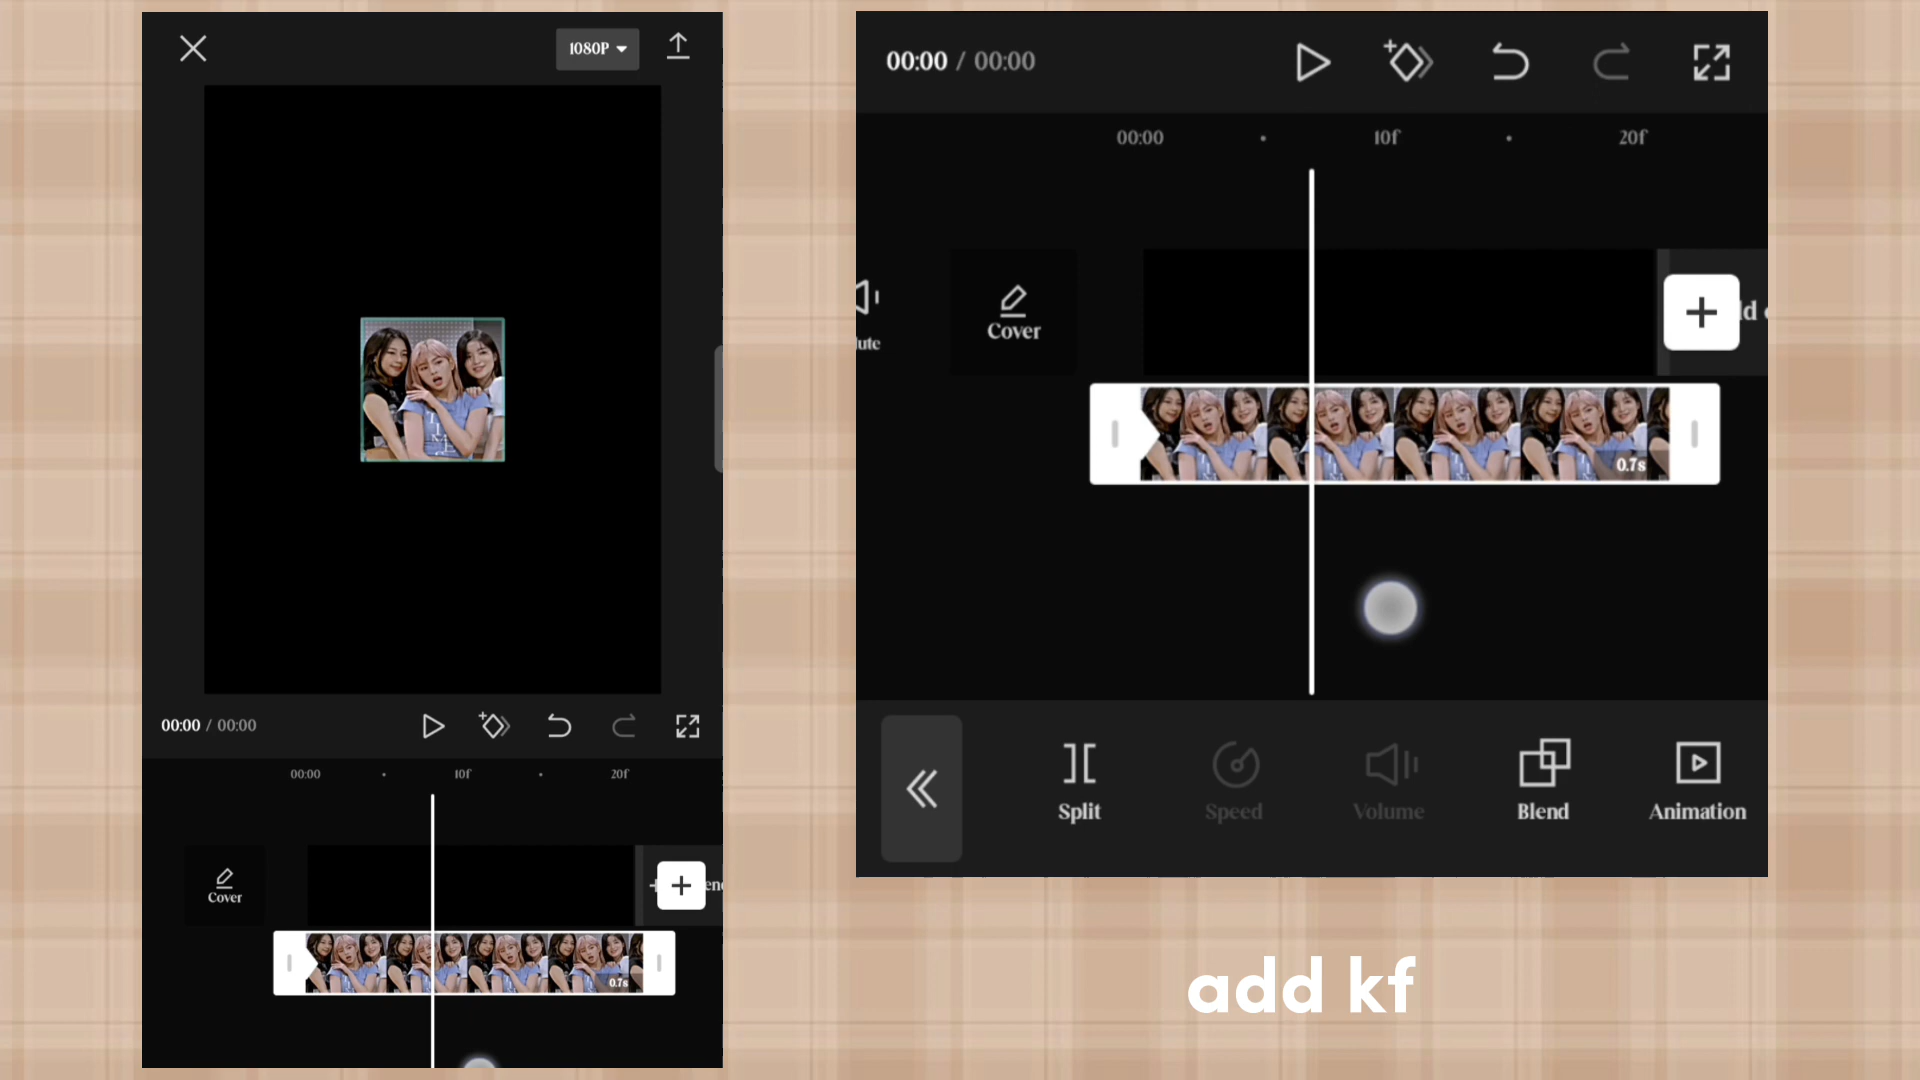 1080P
00:00 / 00:00
00:00 10f 20f
Cover
0.7s
00:00 / 00:00
00:00 10f 20f
Cover
0.7s
Split Speed Volume Blend Animation
add kf